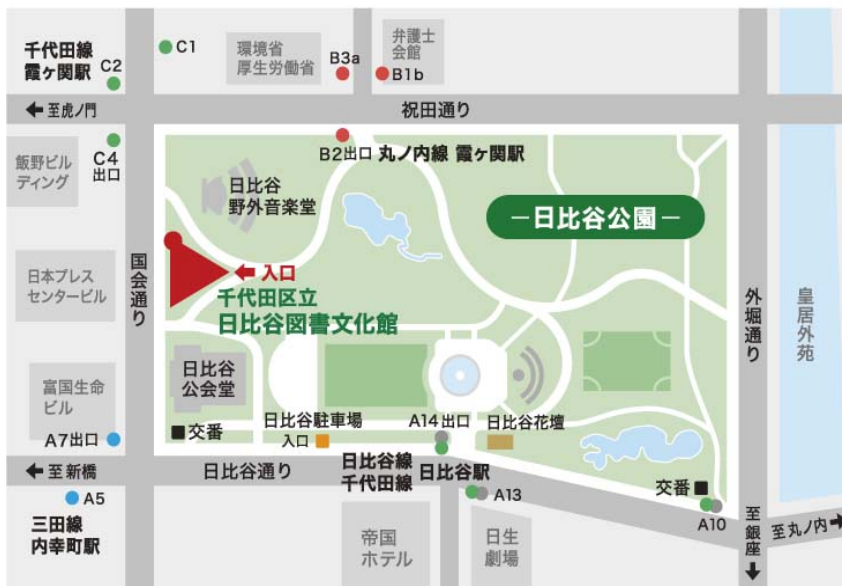 千代田線
霞ヶ関駅
C2
C1
環境省
厚生労働省
B3a
弁護士
会館
B1b
←至虎ノ門
祝田通り
飯野ビル
ディング
C4
出口
B2出口 丸ノ内線 霞ヶ関駅
日比谷
野外音楽堂
−日比谷公園−
日本プレス
センタービル
国会通り
←入口
千代田区立
日比谷図書文化館
外堀通り
皇居外苑
富国生命
ビル
日比谷
公会堂
A7出口
■交番
日比谷駐車場
入口
A14出口
日比谷花壇
←至新橋
日比谷通り
日比谷線
千代田線
日比谷駅
交番■
A5
A13
A10
三田線
内幸町駅
帝国
ホテル
日生
劇場
至銀座↓
至丸ノ内→